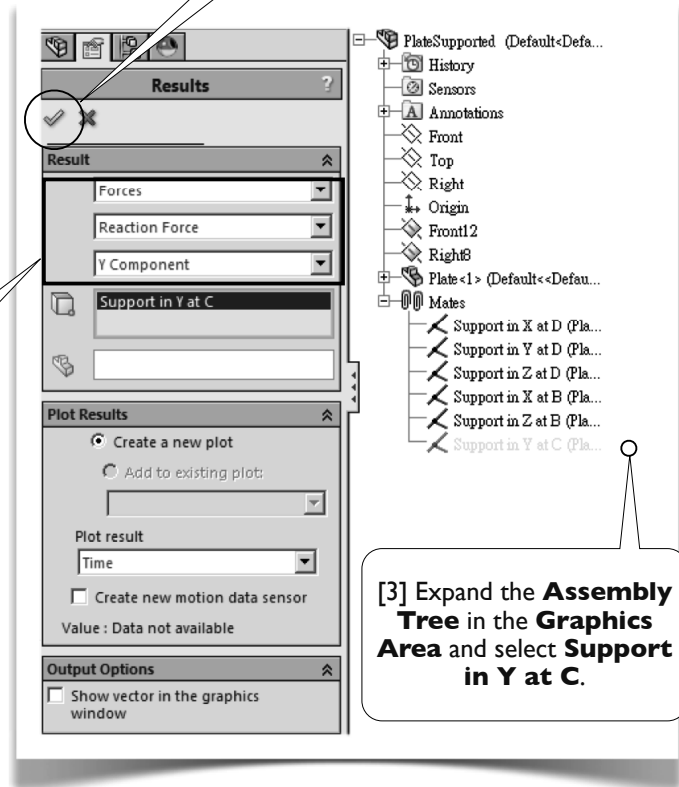 Results
?
Result
Forces
Reaction Force
Y Component
Support in Y at C
Plot Results
Create a new plot
Add to existing plot:
Plot result
Time
Create new motion data sensor
Value : Data not available
Output Options
Show vector in the graphics
window
PlateSupported (Default<Defa...
History
Sensors
A Annotations
Front
Top
Right
Origin
Front12
Right8
Plate<1> (Default<<Defau...
Mates
Support in X at D (Pla...
Support in Y at D (Pla...
Support in Z at D (Pla...
Support in X at B (Pla...
Support in Z at B (Pla...
Support in Y at C (Pla...
[3] Expand the Assembly
Tree in the Graphics
Area and select Support
in Y at C.